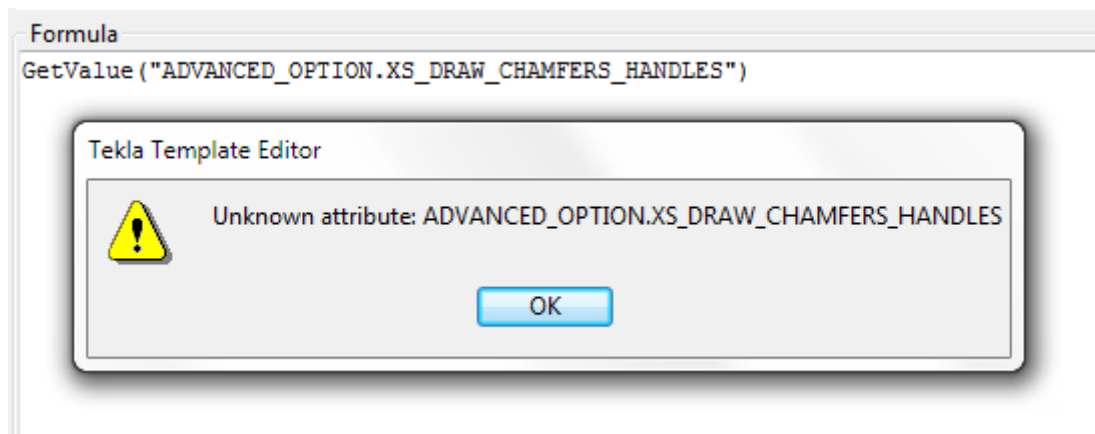 Formula
GetValue("ADVANCED_OPTION.XS_DRAW_CHAMFERS_HANDLES")
Tekla Template Editor
Unknown attribute: ADVANCED_OPTION.XS_DRAW_CHAMFERS_HANDLES
OK